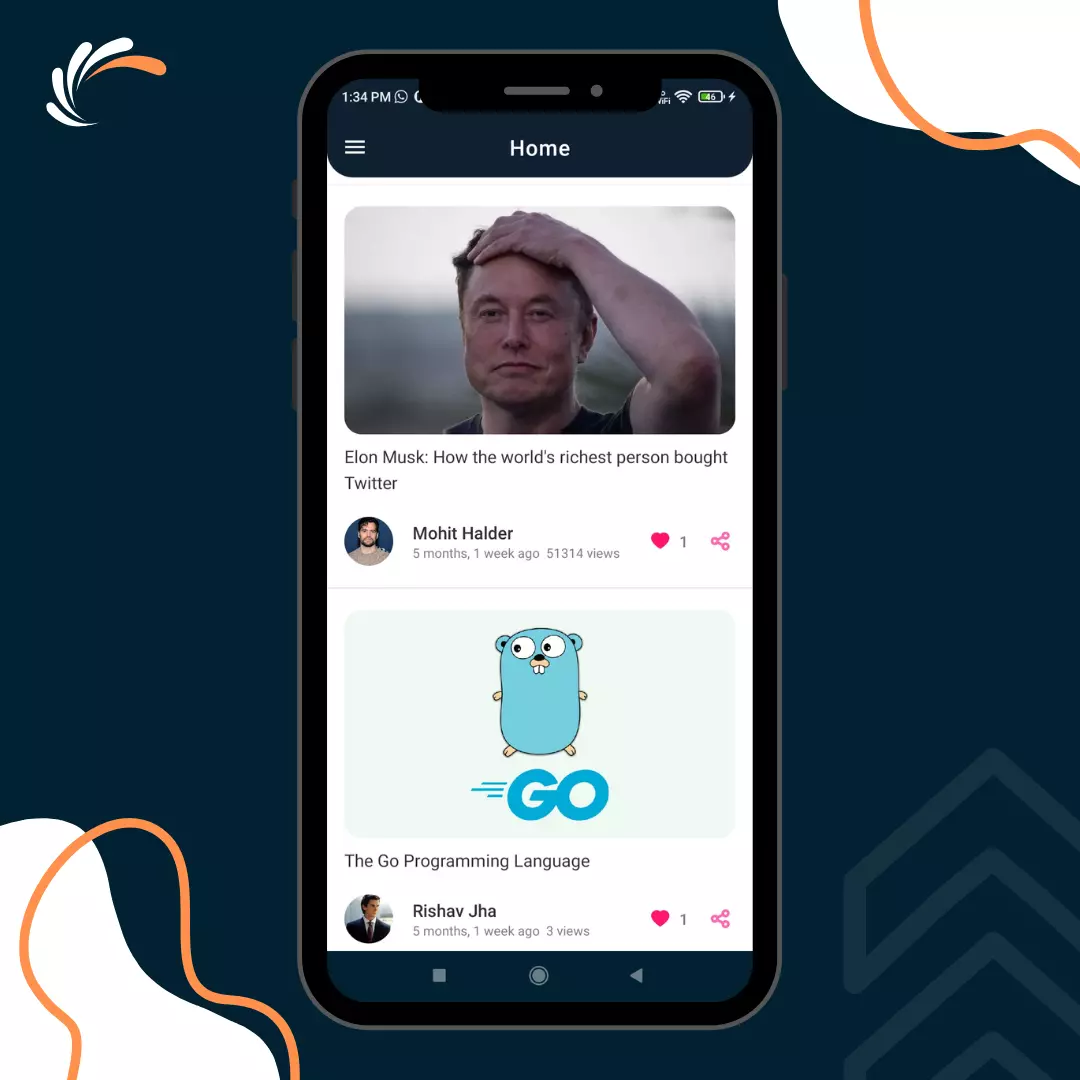 1:34 PM
WiFi
46
Home
Elon Musk: How the world's richest person bought
Twitter
Mohit Halder
5 months, 1 week ago 51314 views
1
GO
The Go Programming Language
Rishav Jha
5 months, 1 week ago 3 views
1